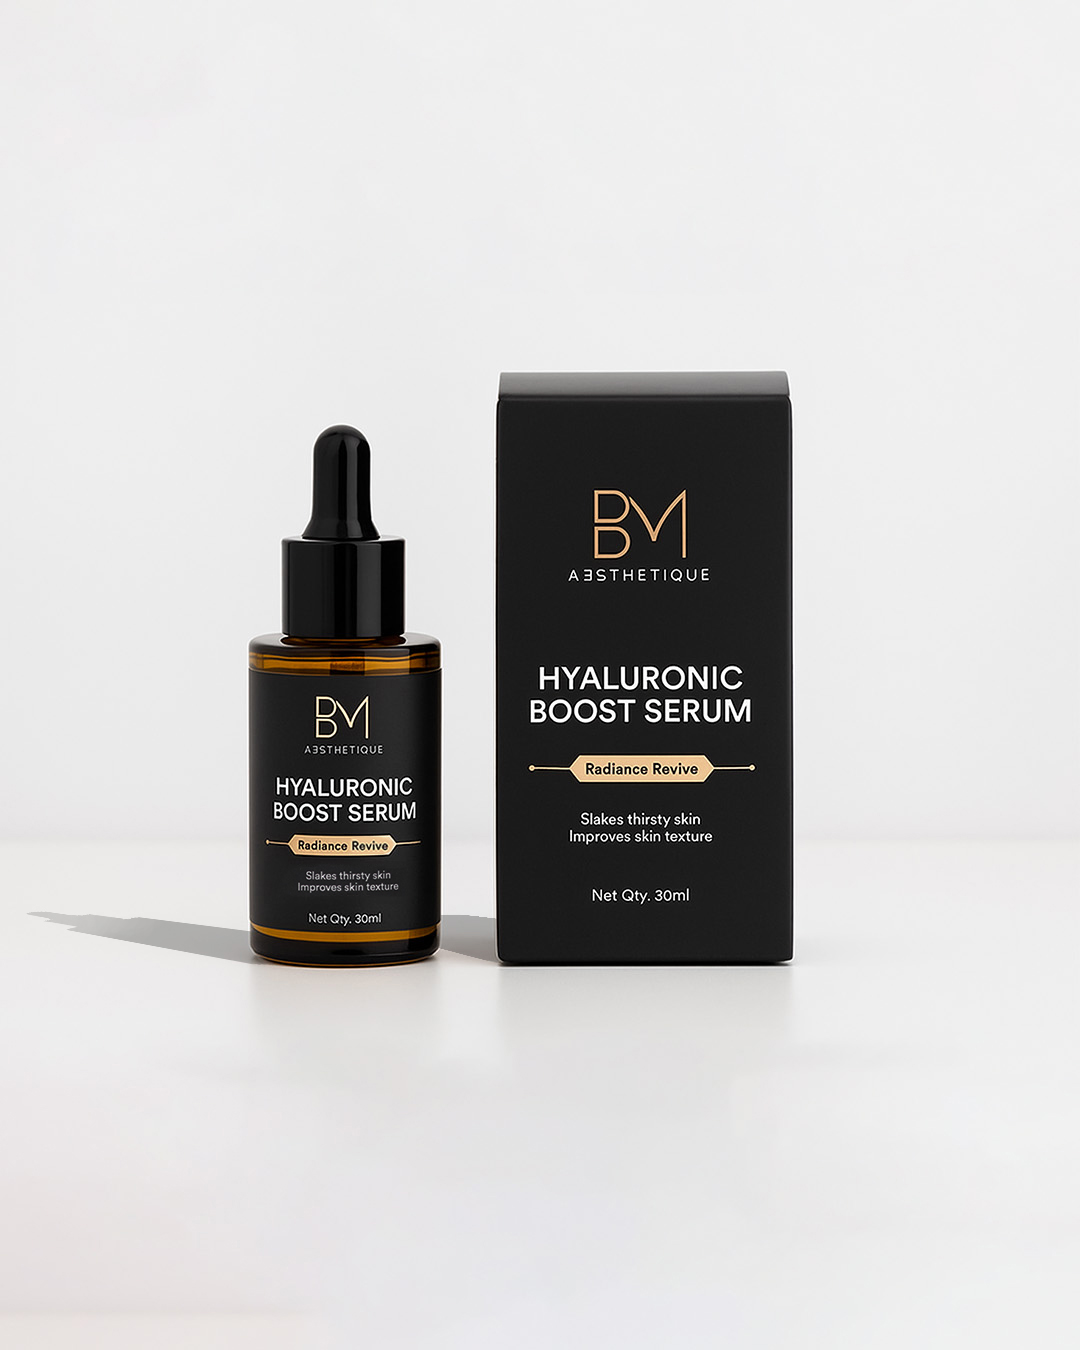 BM
AƎSTHETIQUE
HYALURONIC
BOOST SERUM
Radiance Revive
Slakes thirsty skin
Improves skin texture
Net Qty. 30ml
BM
AƎSTHETIQUE
HYALURONIC
BOOST SERUM
Radiance Revive
Slakes thirsty skin
Improves skin texture
Net Qty. 30ml